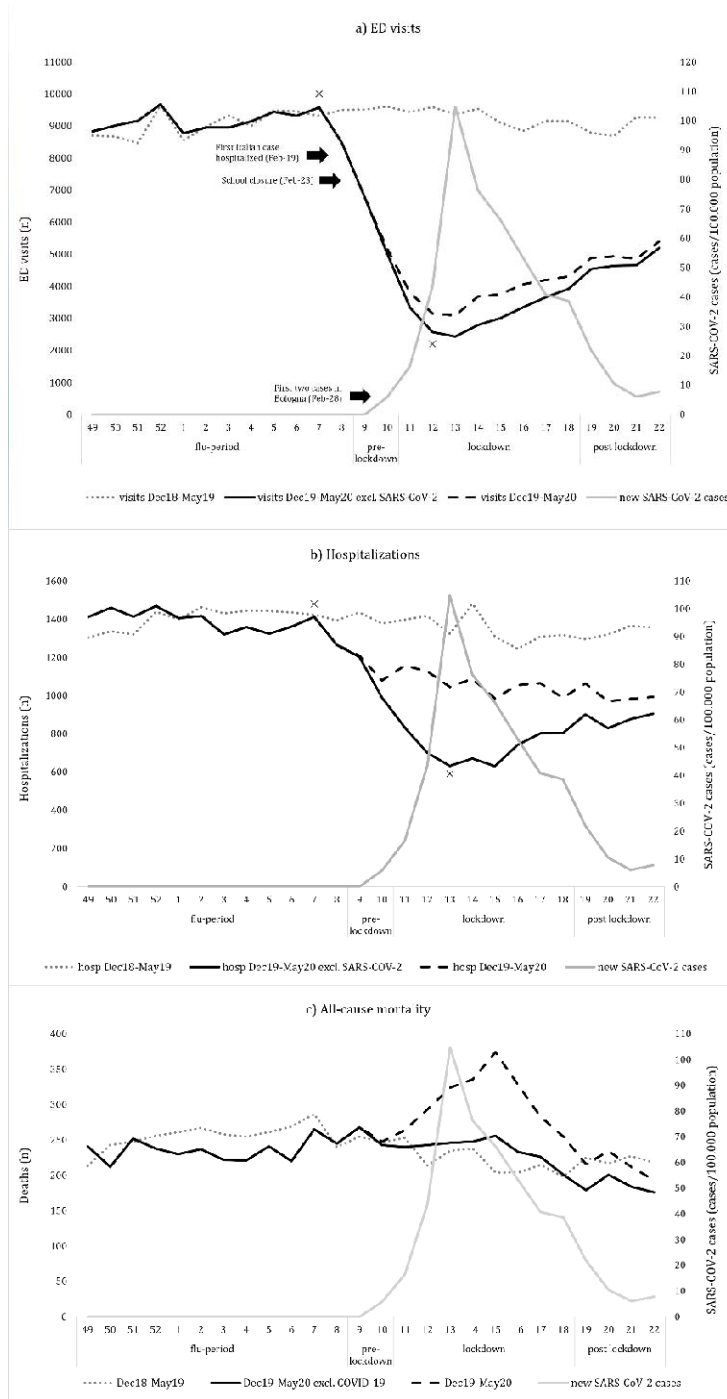 a) ED visits
11000
10000
9000
8000
7000
6000
5000
4000
3000
2000
1000
0
ED visits (n)
120
110
100
90
80
70
60
50
40
30
20
10
0
SARS-COV-2 cases (cases/100.000 population)
First Italian case
hospitalized (Feb-19)
School closure (Feb-23)
First two cases in
Bologna (Feb-28)
49 50 51 52 1 2 3 4 5 6 7 8 9 10 11 12 13 14 15 16 17 18 19 20 21 22
flu-period pre-lockdown lockdown post lockdown
visits Dec18-May19 visits Dec19-May20 excl. SARS-CoV-2 visits Dec19-May20 new SARS-CoV-2 cases
b) Hospitalizations
1600
1400
1200
1000
800
600
400
200
0
Hospitalizations (n)
110
100
90
80
70
60
50
40
30
20
10
0
SARS-COV-2 cases (cases/100.000 population)
49 50 51 52 1 2 3 4 5 6 7 8 9 10 11 12 13 14 15 16 17 18 19 20 21 22
flu-period pre-lockdown lockdown post lockdown
hosp Dec18-May19 hosp Dec19-May20 excl. SARS-COV-2 hosp Dec19-May20 new SARS-CoV-2 cases
c) All-cause mortality
400
350
300
250
200
150
100
50
0
Deaths (n)
110
100
90
80
70
60
50
40
30
20
10
0
SARS-COV-2 cases (cases/100.000 population)
49 50 51 52 1 2 3 4 5 6 7 8 9 10 11 12 13 14 15 6 17 18 19 20 21 22
flu-period pre-lockdown lockdown post lockdown
Dec18-May19 Dec19-May20 excl. COVID-19 Dec19-May20 new SARS-CoV-2 cases